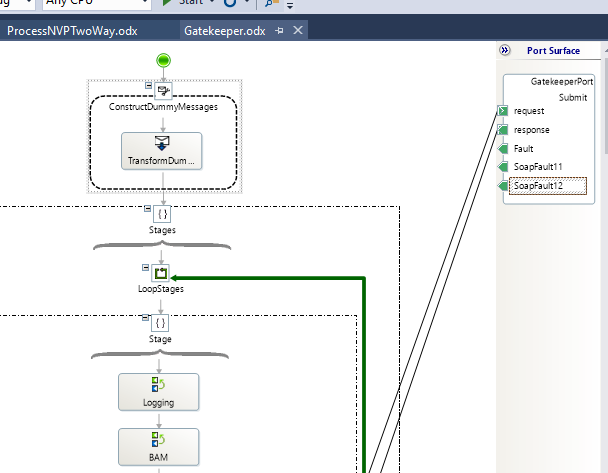 Any CPU
Start
ProcessNVPTwoWay.odx
Gatekeeper.odx
Port Surface
GatekeeperPort
Submit
request
response
Fault
SoapFault11
SoapFault12
ConstructDummyMessages
TransformDum ...
{ }
Stages
LoopStages
{ }
Stage
Logging
BAM